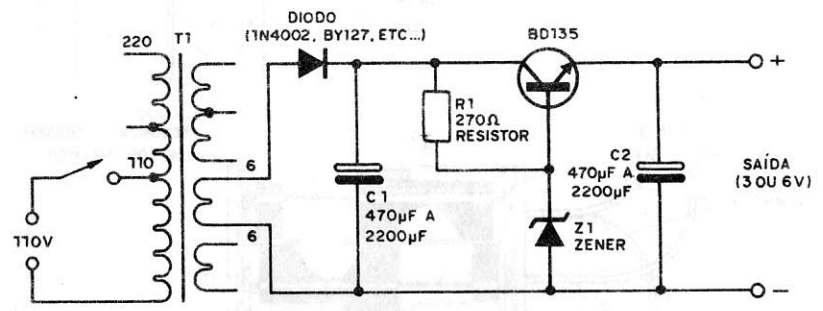 DIODO
(1N4002, BY127, ETC...)
BD135
220
T1
+
R1
270Ω
RESISTOR
110
6
C1
470µF A
2200µF
C2
470µF A
2200µF
SAÍDA
(3 OU 6V)
110V
6
Z1
ZENER
−